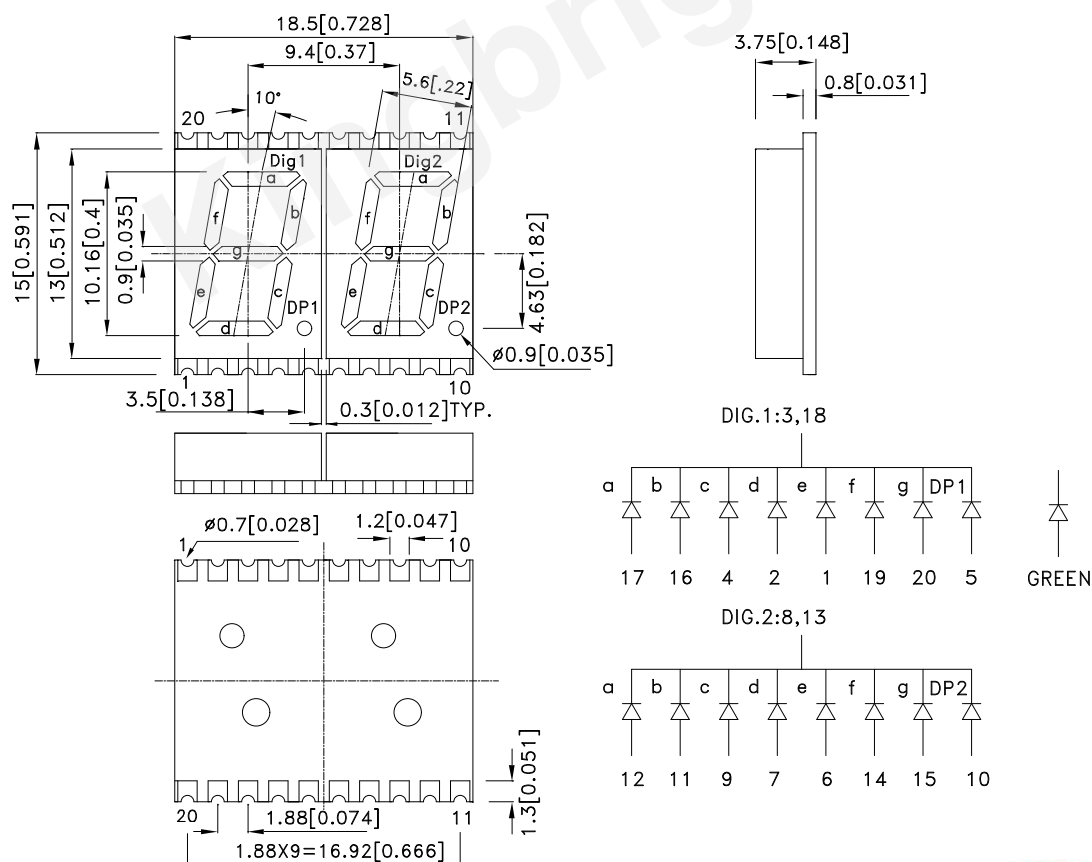 18.5[0.728]
9.4[0.37]
5.6[.22]
10°
20
11
Dig1
Dig2
a
b
c
d
e
f
g
DP1
a
b
c
d
e
f
g
DP2
15[0.591]
13[0.512]
10.16[0.4]
0.9[0.035]
4.63[0.182]
ø0.9[0.035]
1
10
3.5[0.138]
0.3[0.012]TYP.
3.75[0.148]
0.8[0.031]
Kingbrig
DIG.1:3,18
a b c d e f g DP1
17 16 4 2 1 19 20 5
GREEN
DIG.2:8,13
a b c d e f g DP2
12 11 9 7 6 14 15 10
ø0.7[0.028]
1.2[0.047]
1
10
20
11
1.3[0.051]
1.88[0.074]
1.88X9=16.92[0.666]